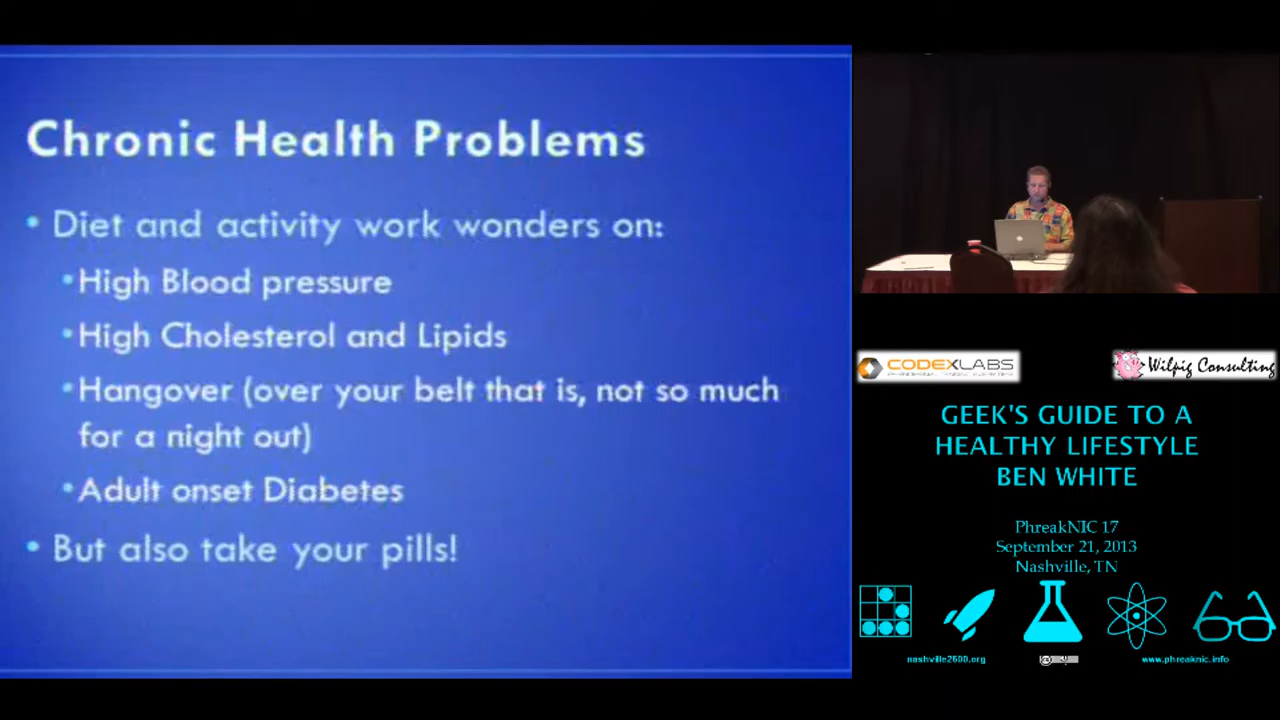 Chronic Health Problems
• Diet and activity work wonders on:
• High Blood pressure
• High Cholesterol and Lipids
• Hangover (over your belt that is, not so much
for a night out)
• Adult onset Diabetes
• But also take your pills!
CODEXLABS
Wilpig Consulting
GEEK'S GUIDE TO A
HEALTHY LIFESTYLE
BEN WHITE
PhreakNIC 17
September 21, 2013
Nashville, TN
nashville2600.org
www.phreaknic.info